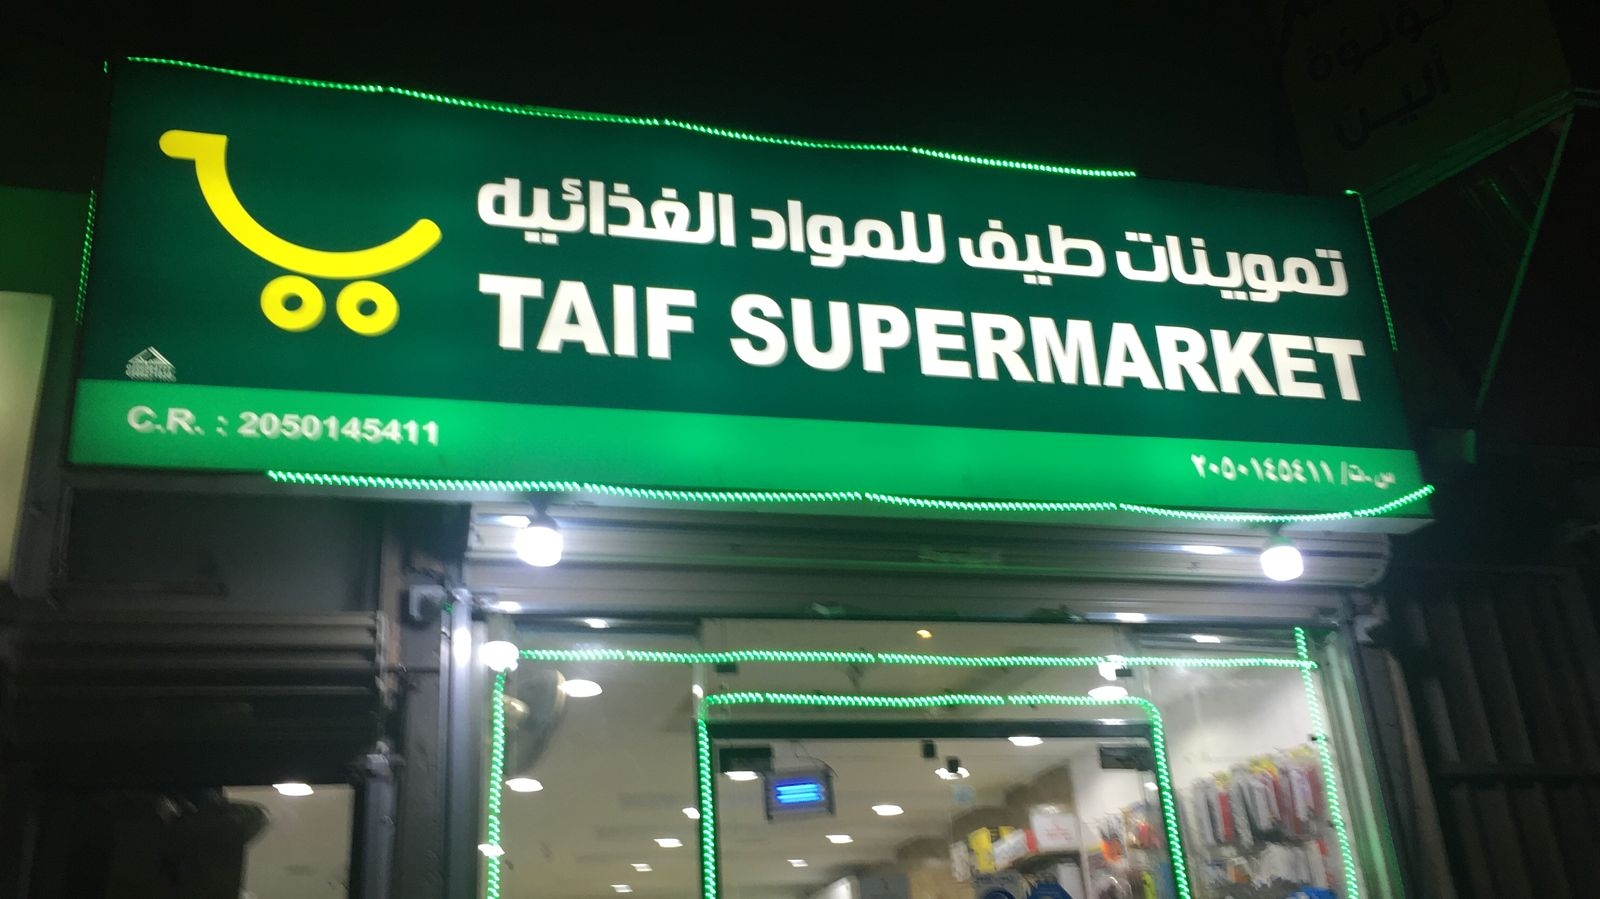 تموينات طيف للمواد الغذائيه
TAIF SUPERMARKET
C.R. : 2050145411
س.ت/ ٢٠٥٠١٤٥٤١١